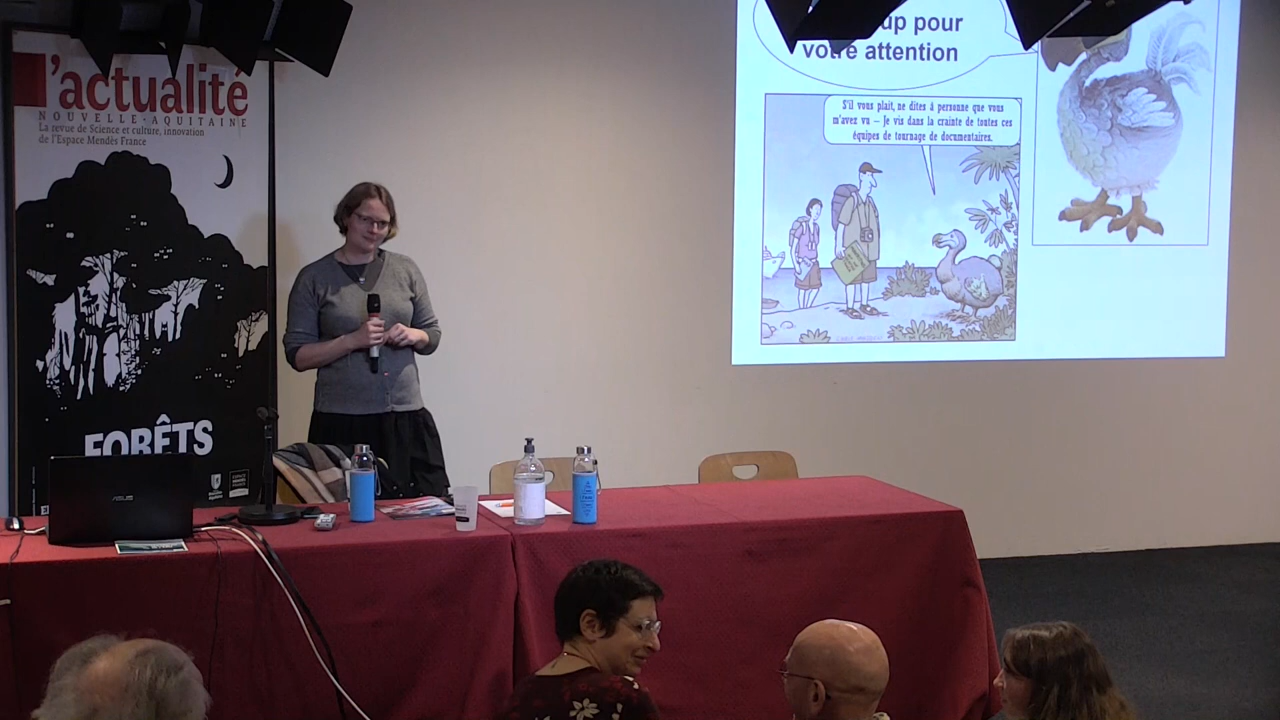 l'actualité
NOUVELLE-AQUITAINE
La revue de Science et culture, innovation
de l'Espace Mendès France
FORÊTS
ASUS
up pour
votre attention
S'il vous plait, ne dites à personne que vous
m'avez vu — Je vis dans la crainte de toutes ces
équipes de tournage de documentaires.